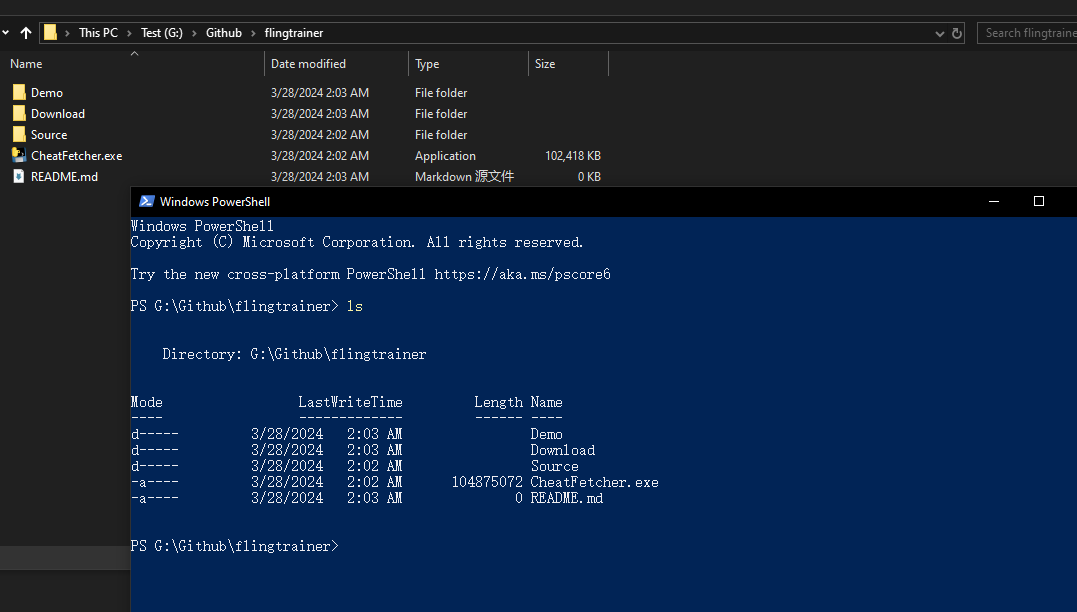 This PC > Test (G:) > Github > flingtrainer
Search flingtraine
Name Date modified Type Size
Demo 3/28/2024 2:03 AM File folder
Download 3/28/2024 2:03 AM File folder
Source 3/28/2024 2:02 AM File folder
CheatFetcher.exe 3/28/2024 2:02 AM Application 102,418 KB
README.md 3/28/2024 2:03 AM Markdown 源文件 0 KB
Windows PowerShell
Windows PowerShell
Copyright (C) Microsoft Corporation. All rights reserved.
Try the new cross-platform PowerShell https://aka.ms/pscore6
PS G:\Github\flingtrainer> ls
Directory: G:\Github\flingtrainer
Mode LastWriteTime Length Name
---- ------------- ------ ----
d----- 3/28/2024 2:03 AM Demo
d----- 3/28/2024 2:03 AM Download
d----- 3/28/2024 2:02 AM Source
-a---- 3/28/2024 2:02 AM 104875072 CheatFetcher.exe
-a---- 3/28/2024 2:03 AM 0 README.md
PS G:\Github\flingtrainer>